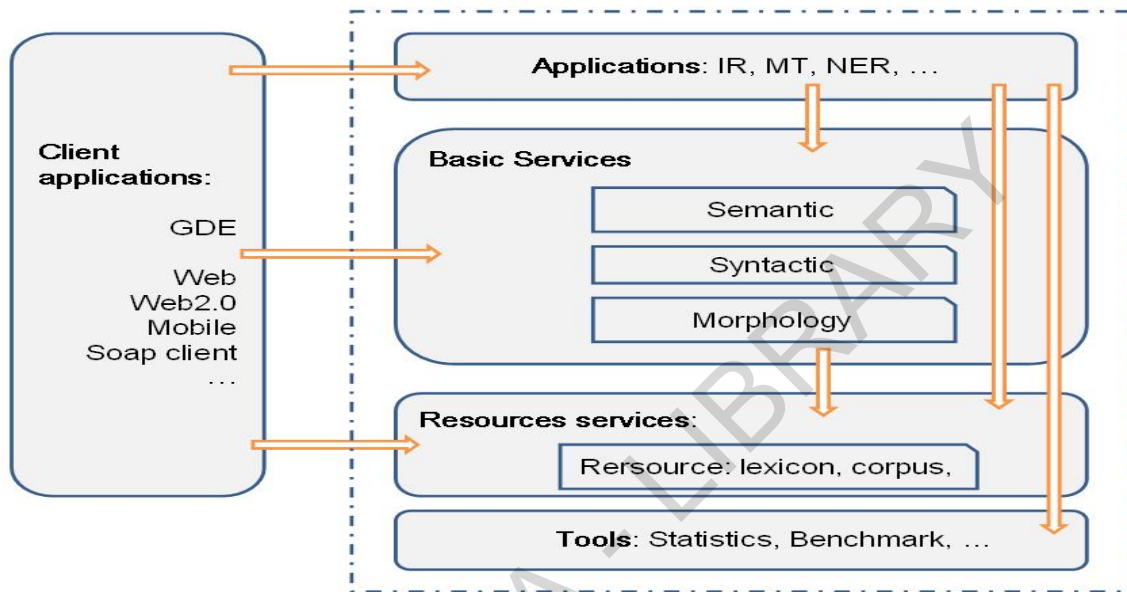 Client
applications:
GDE
Web
Web2.0
Mobile
Soap client
...
Applications: IR, MT, NER, ...
Basic Services
Semantic
Syntactic
Morphology
Resources services:
Rersource: lexicon, corpus,
Tools: Statistics, Benchmark, ...
A - LIBRARY